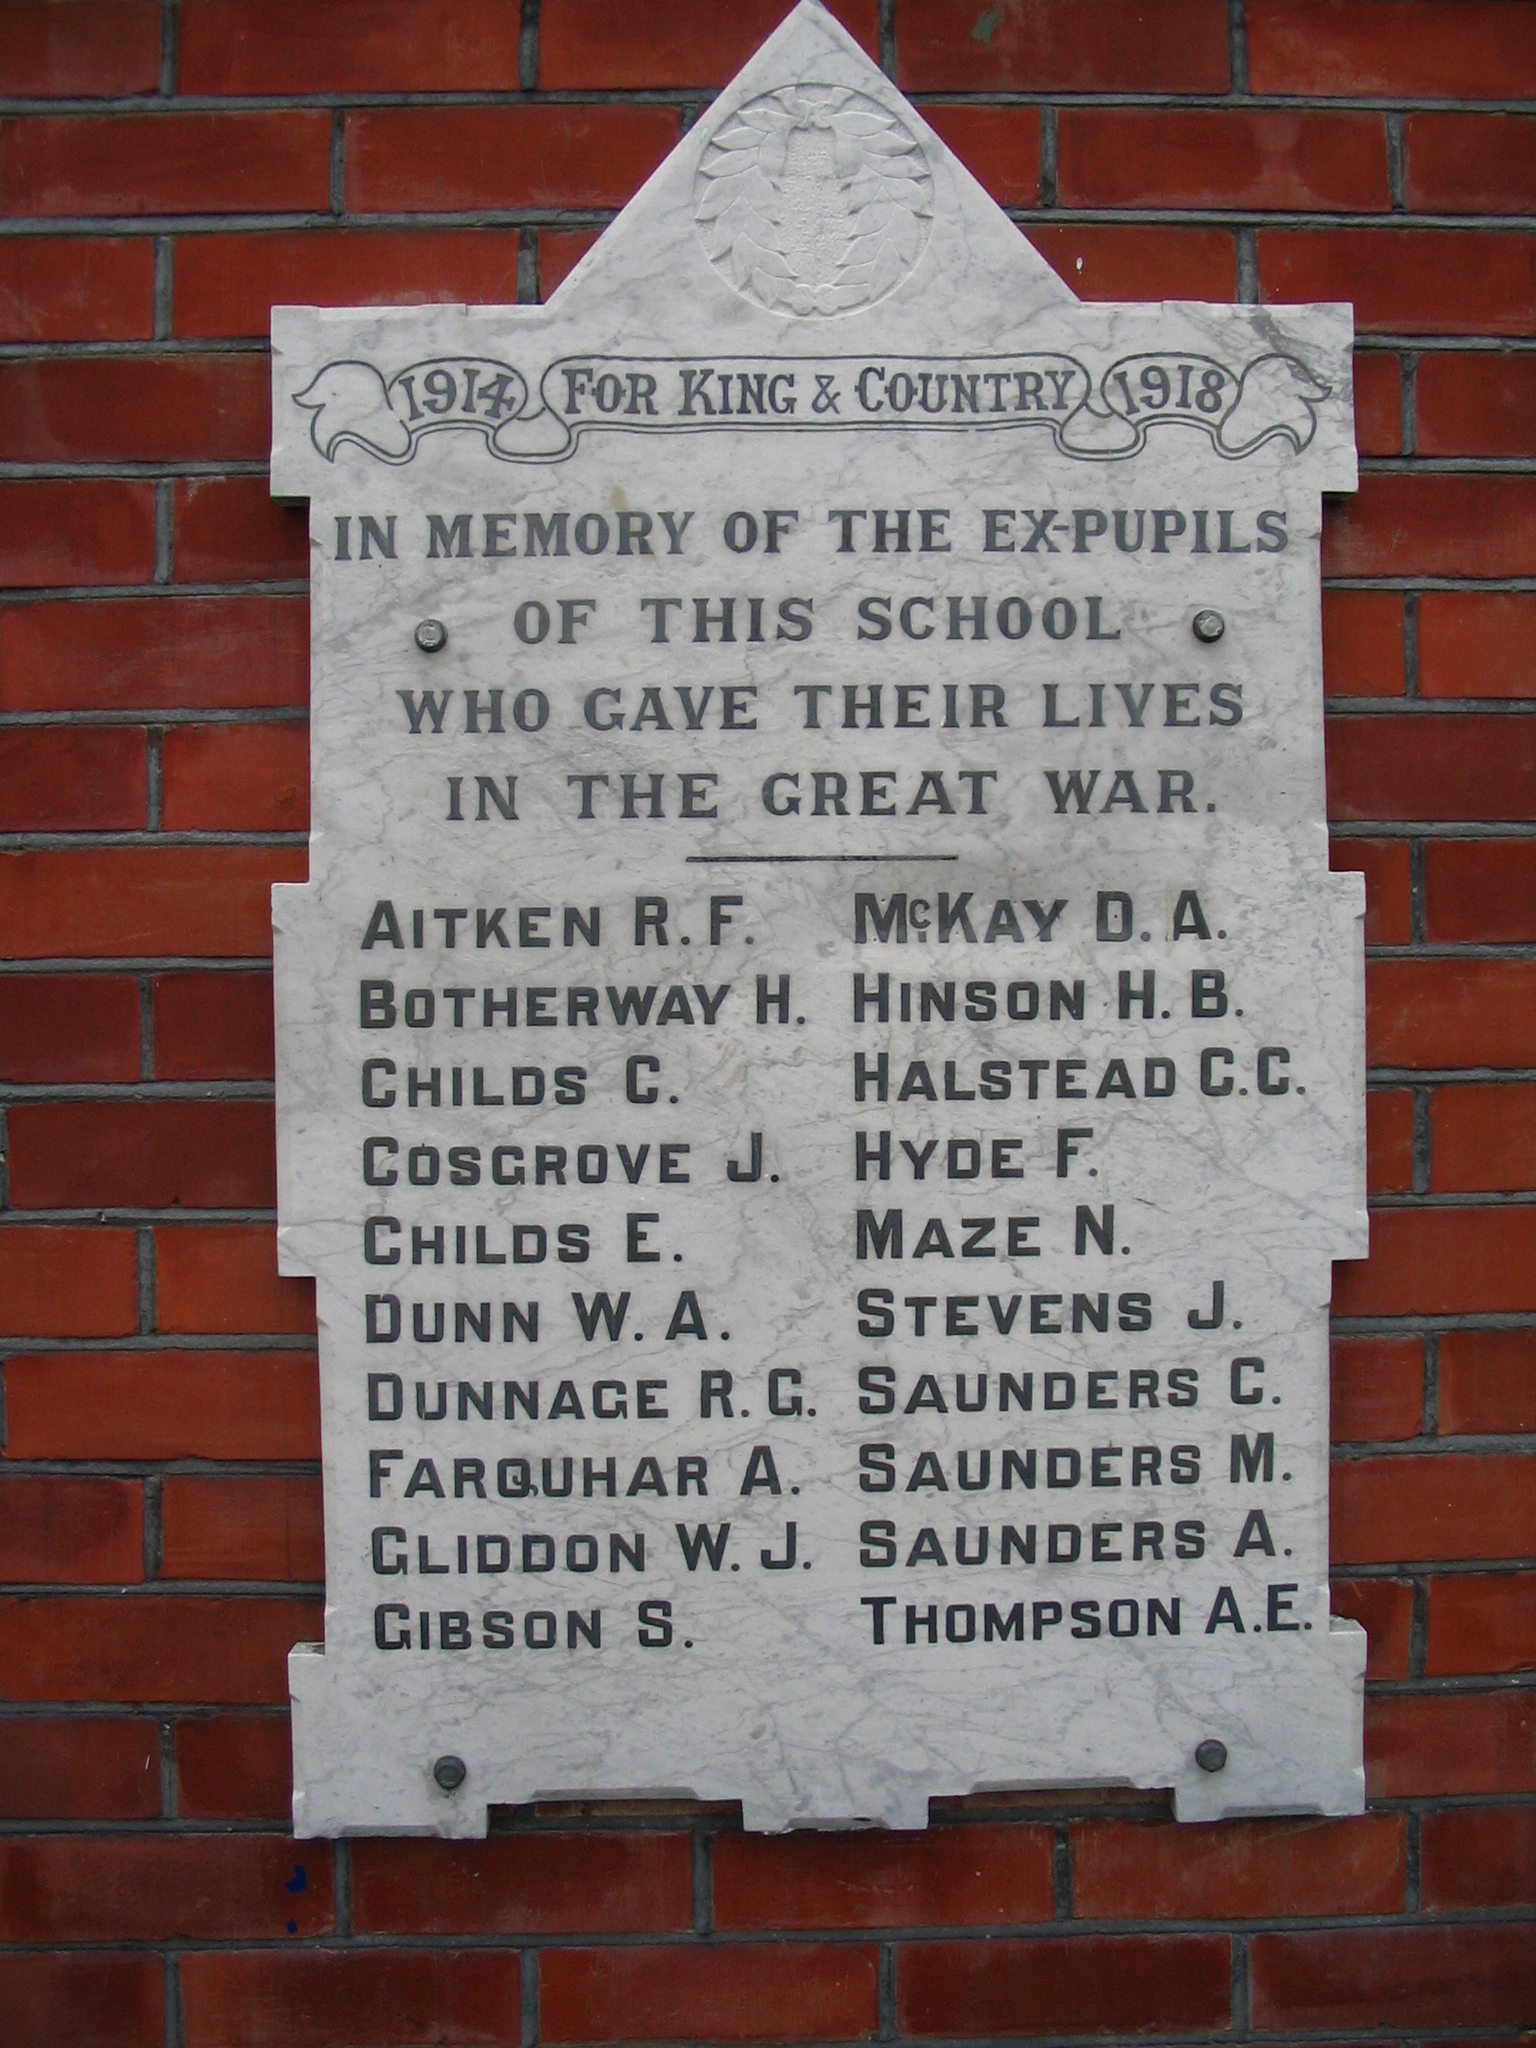 1914 FOR KING & COUNTRY 1918
IN MEMORY OF THE EX-PUPILS
OF THIS SCHOOL
WHO GAVE THEIR LIVES
IN THE GREAT WAR.
AITKEN R. F.
BOTHERWAY H.
CHILDS C.
COSGROVE J.
CHILDS E.
DUNN W. A.
DUNNAGE R. G.
FARQUHAR A.
GLIDDON W. J.
GIBSON S.
McKAY D. A.
HINSON H. B.
HALSTEAD C.C.
HYDE F.
MAZE N.
STEVENS J.
SAUNDERS C.
SAUNDERS M.
SAUNDERS A.
THOMPSON A.E.